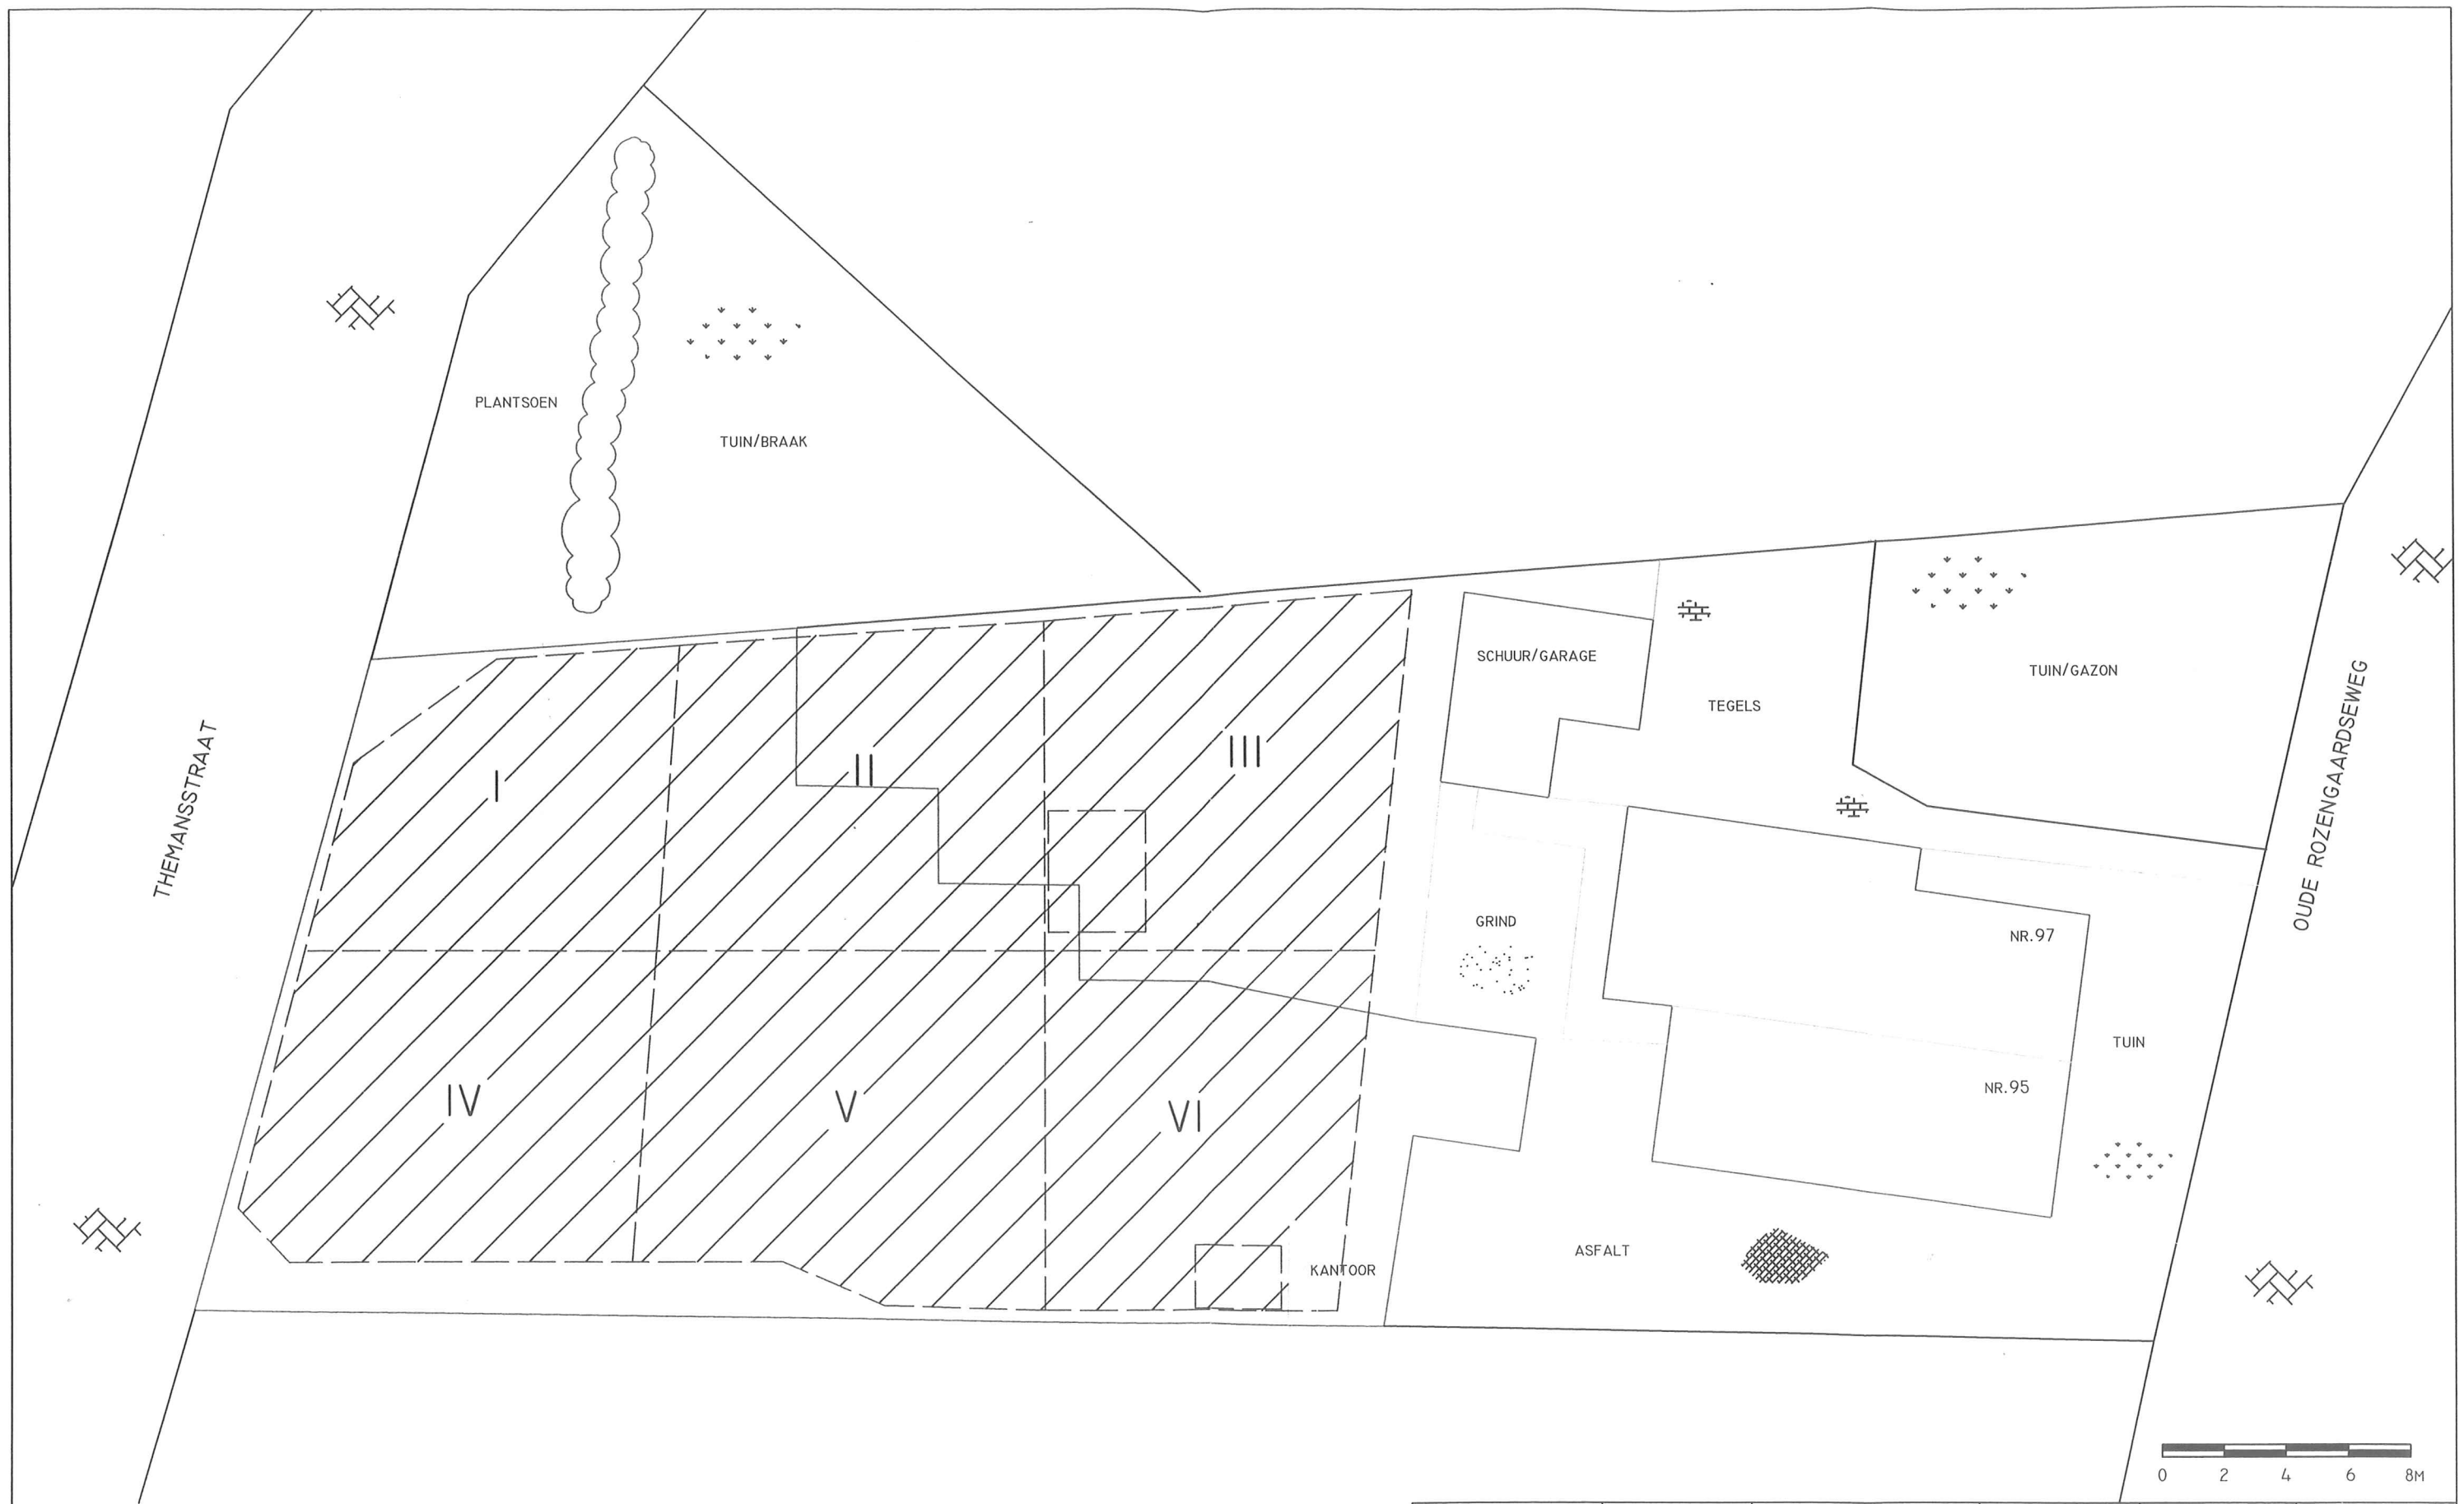 PLANTSOEN
TUIN/BRAAK
SCHUUR/GARAGE
TEGELS
TUIN/GAZON
THEMANSSTRAAT
OUDE ROZENGAARDSEWEG
I
II
III
GRIND
NR.97
TUIN
NR.95
IV
V
VI
KANTOOR
ASFALT
0 2 4 6 8M